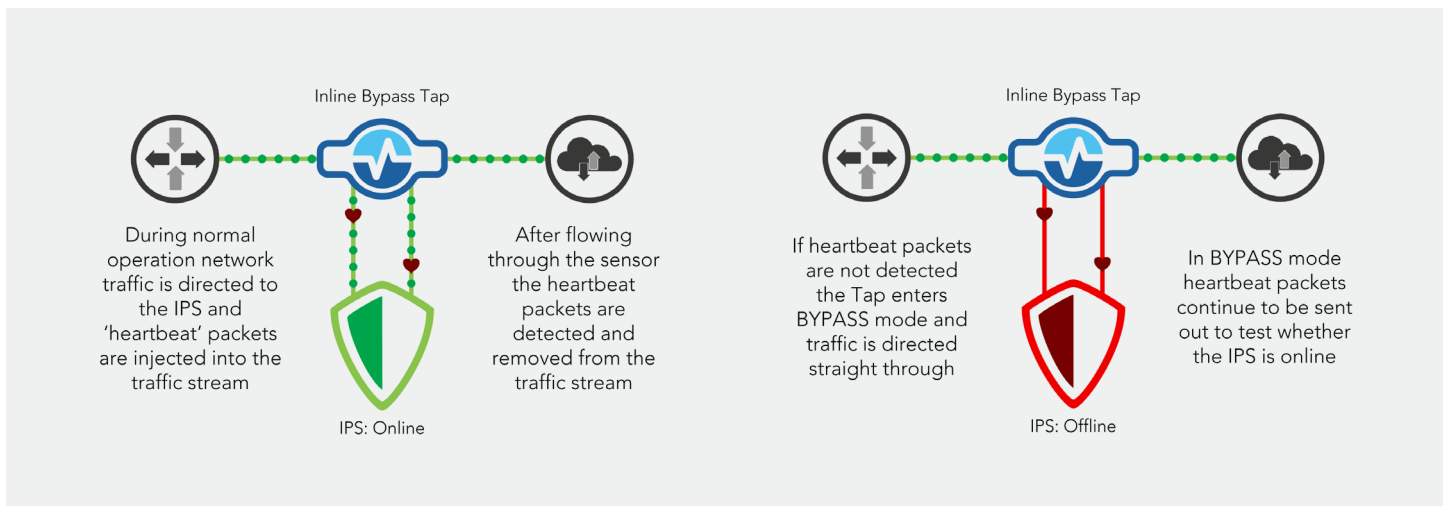 Inline Bypass Tap
During normal
operation network
traffic is directed to
the IPS and
‘heartbeat’ packets
are injected into the
traffic stream
After flowing
through the sensor
the heartbeat
packets are
detected and
removed from the
traffic stream
IPS: Online
Inline Bypass Tap
If heartbeat packets
are not detected
the Tap enters
BYPASS mode and
traffic is directed
straight through
In BYPASS mode
heartbeat packets
continue to be sent
out to test whether
the IPS is online
IPS: Offline